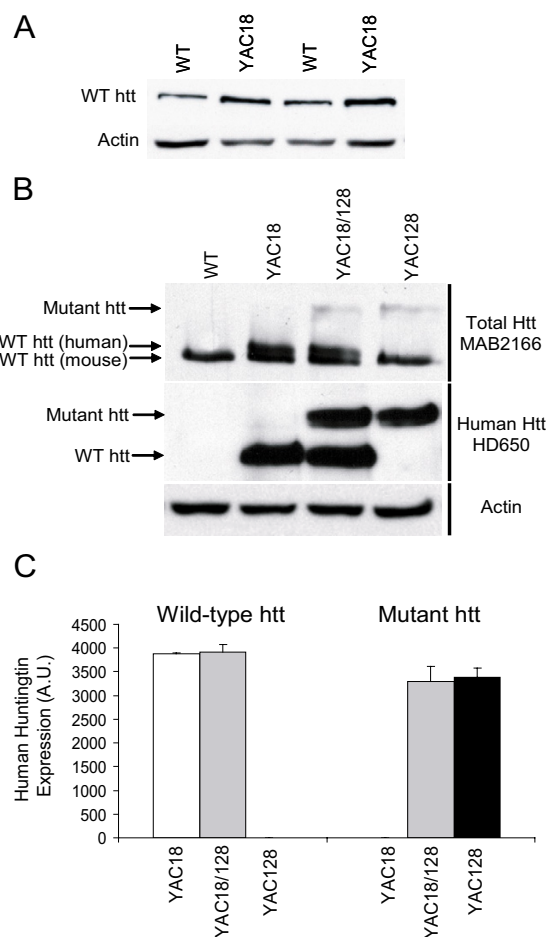 A
WT
YAC18
WT
YAC18
WT htt
Actin
B
WT
YAC18
YAC18/128
YAC128
Mutant htt
WT htt (human)
WT htt (mouse)
Total Htt
MAB2166
Mutant htt
WT htt
Human Htt
HD650
Actin
C
Wild-type htt
Mutant htt
Human Huntingtin
Expression (A.U.)
4500
4000
3500
3000
2500
2000
1500
1000
500
0
YAC18
YAC18/128
YAC128
YAC18
YAC18/128
YAC128